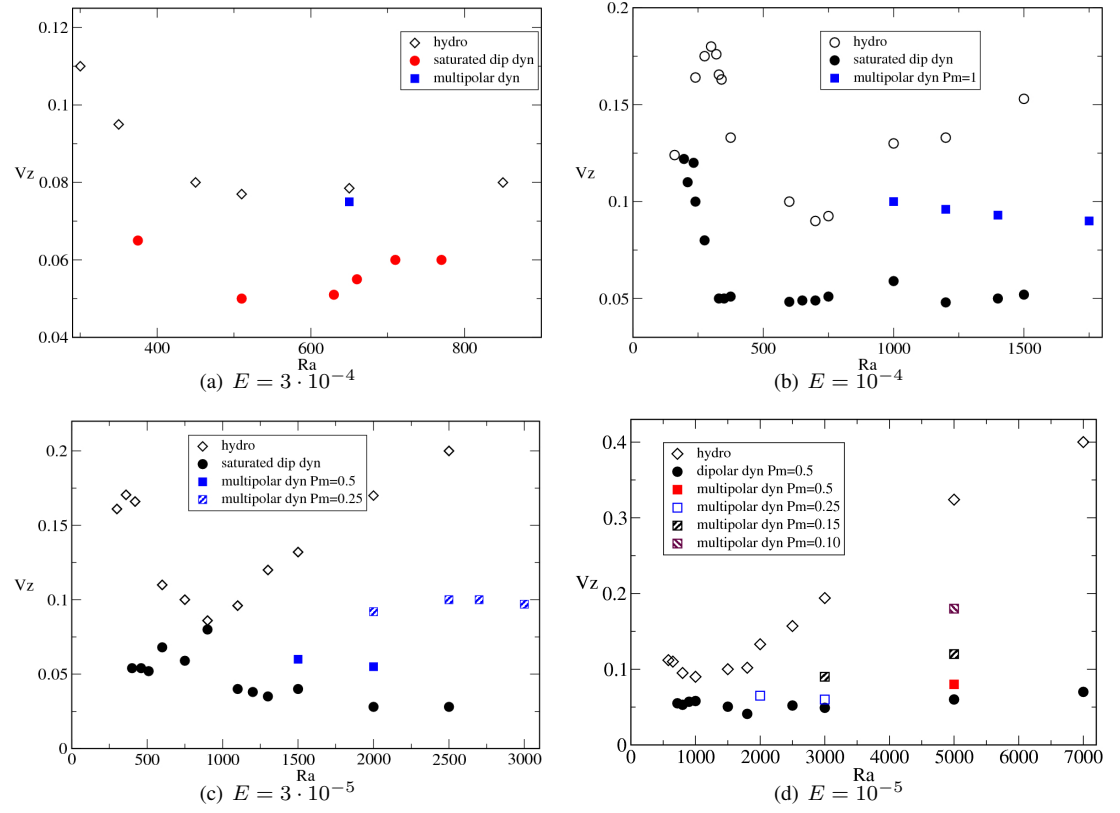 0.12
0.1
0.08
0.06
0.04
Vz
400
600
800
Ra
hydro
saturated dip dyn
multipolar dyn
(a) E = 3 · 10⁻⁴
0.2
0.15
0.1
0.05
Vz
0
500
1000
1500
Ra
hydro
saturated dip dyn
multipolar dyn Pm=1
(b) E = 10⁻⁴
0.2
0.15
0.1
0.05
0
Vz
0
500
1000
1500
2000
2500
3000
Ra
hydro
saturated dip dyn
multipolar dyn Pm=0.5
multipolar dyn Pm=0.25
(c) E = 3 · 10⁻⁵
0.4
0.3
0.2
0.1
0
Vz
0
1000
2000
3000
4000
5000
6000
7000
Ra
hydro
dipolar dyn Pm=0.5
multipolar dyn Pm=0.5
multipolar dyn Pm=0.25
multipolar dyn Pm=0.15
multipolar dyn Pm=0.10
(d) E = 10⁻⁵